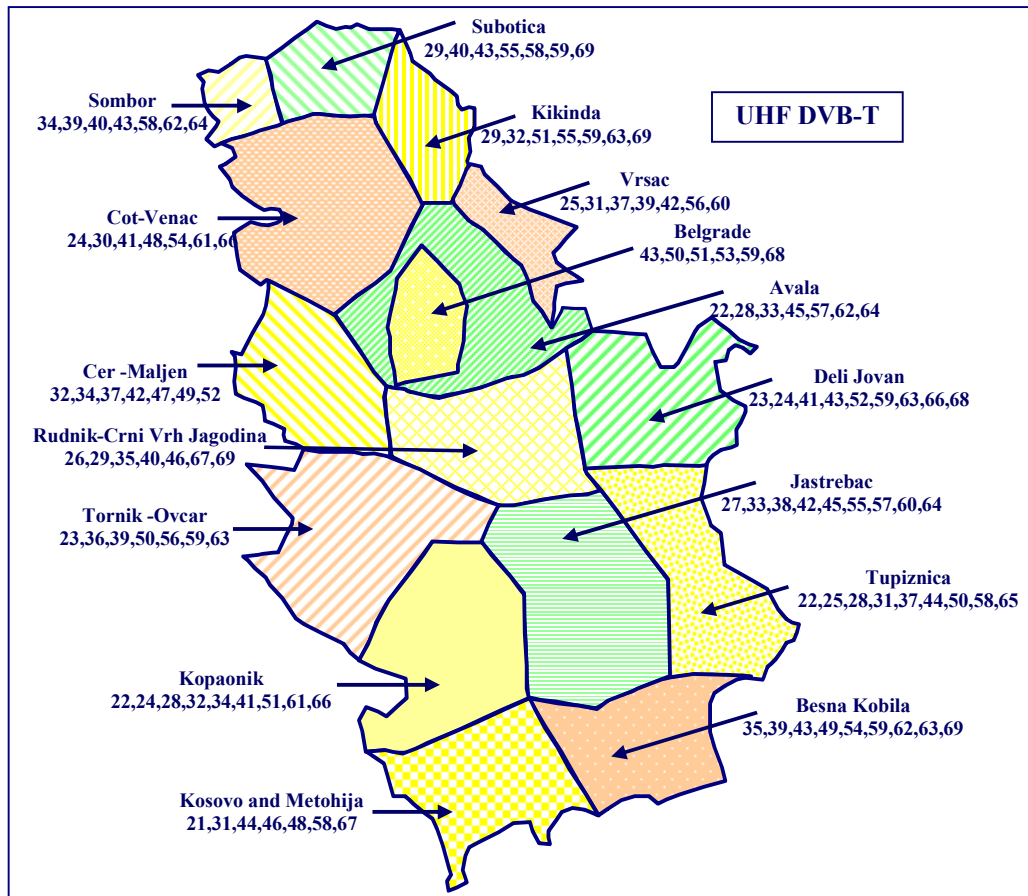 Subotica
29,40,43,55,58,59,69
Sombor
34,39,40,43,58,62,64
UHF DVB-T
Kikinda
29,32,51,55,59,63,69
Vrsac
25,31,37,39,42,56,60
Cot-Venac
24,30,41,48,54,61,66
Belgrade
43,50,51,53,59,68
Avala
22,28,33,45,57,62,64
Cer -Maljen
32,34,37,42,47,49,52
Deli Jovan
23,24,41,43,52,59,63,66,68
Rudnik-Crni Vrh Jagodina
26,29,35,40,46,67,69
Jastrebac
27,33,38,42,45,55,57,60,64
Tornik -Ovcar
23,36,39,50,56,59,63
Tupiznica
22,25,28,31,37,44,50,58,65
Kopaonik
22,24,28,32,34,41,51,61,66
Besna Kobila
35,39,43,49,54,59,62,63,69
Kosovo and Metohija
21,31,44,46,48,58,67